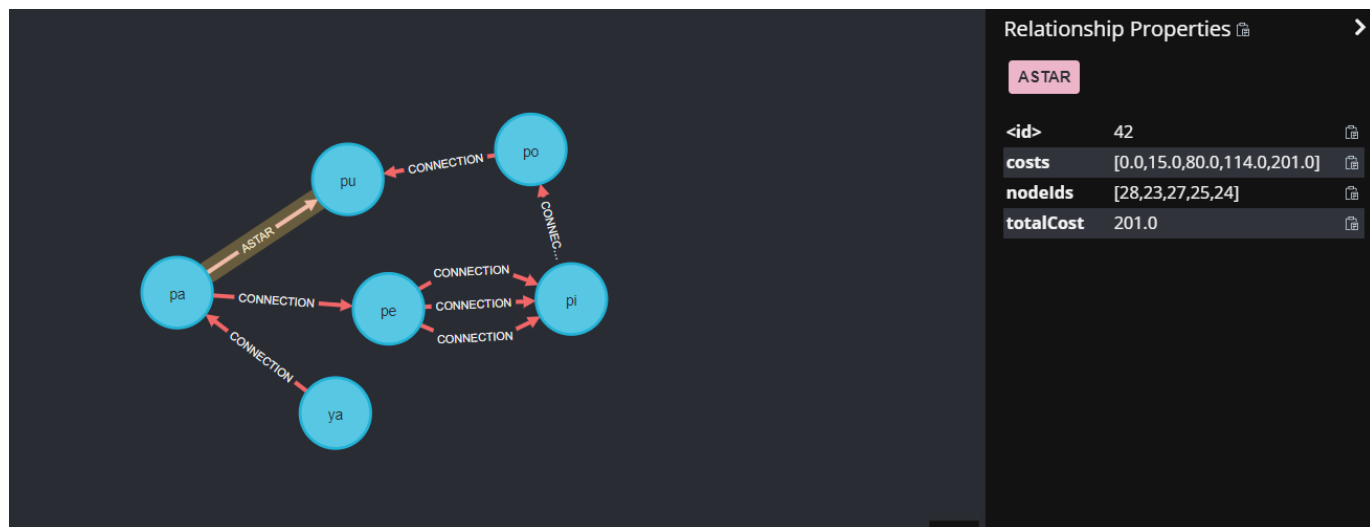 po
CONNECTION
pu
CONNEC...
ASTAR
CONNECTION
pa
CONNECTION
pe
CONNECTION
pi
CONNECTION
CONNECTION
ya
Relationship Properties
ASTAR
<id> 42
costs [0.0,15.0,80.0,114.0,201.0]
nodeIds [28,23,27,25,24]
totalCost 201.0